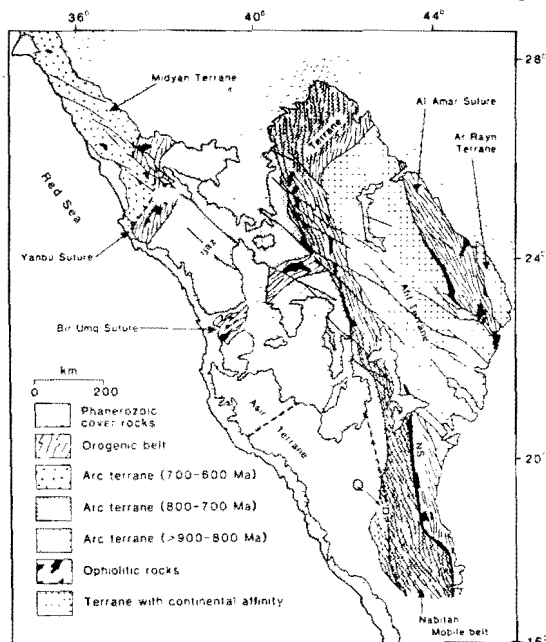 36°
40°
44°
28°
Midyan Terrane
Al Amar Suture
Terrane
Ar Rayn
Terrane
Red Sea
Yanbu Suture
24°
Afif Terrane
Bir Umq Suture
km
0 200
Phanerozoic
cover rocks
Asir
Terrane
Orogenic belt
20°
NS
Arc terrane (700-600 Ma)
Q
Arc terrane (800-700 Ma)
Arc terrane (>900-800 Ma)
Ophiolitic rocks
Terrane with continental affinity
Nabitah
Mobile belt